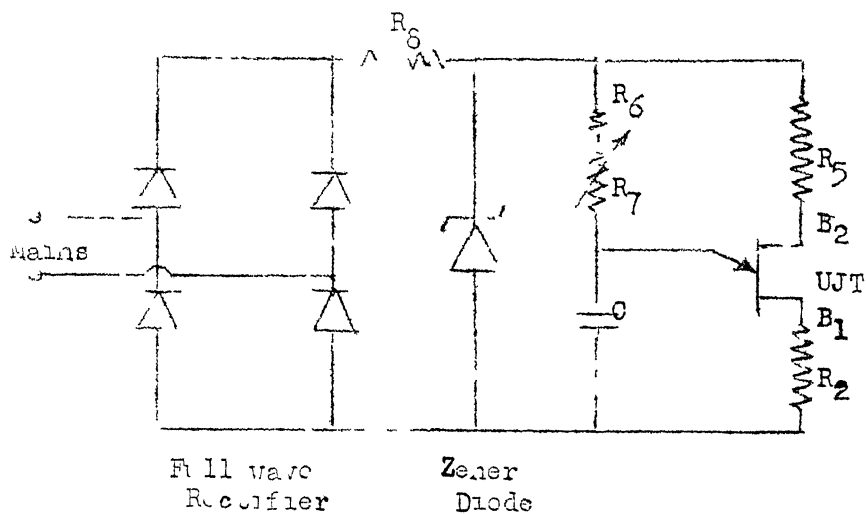 R8
R6
R7
R5
B2
Mains
UJT
C
B1
R2
Full wave Zener
Rectifier Diode